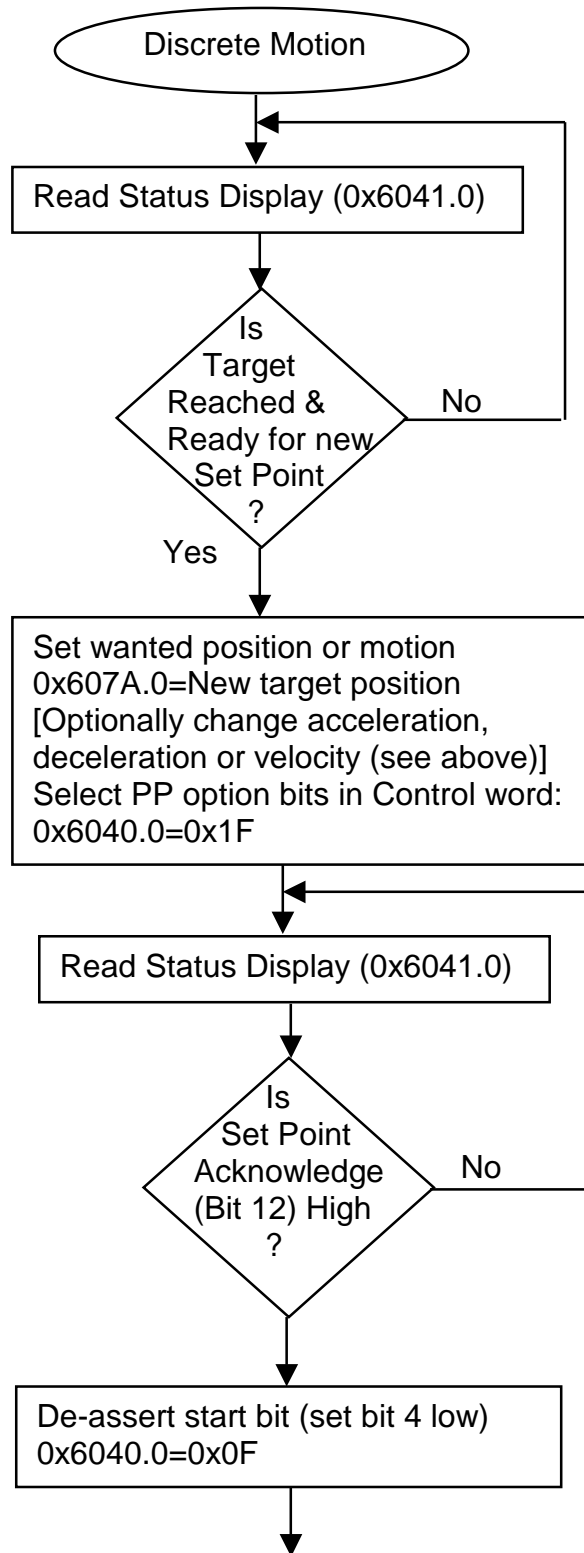 Discrete Motion
Read Status Display (0x6041.0)
Is
Target
Reached &
Ready for new
Set Point
?
No
Yes
Set wanted position or motion
0x607A.0=New target position
[Optionally change acceleration,
deceleration or velocity (see above)]
Select PP option bits in Control word:
0x6040.0=0x1F
Read Status Display (0x6041.0)
Is
Set Point
Acknowledge
(Bit 12) High
?
No
De-assert start bit (set bit 4 low)
0x6040.0=0x0F